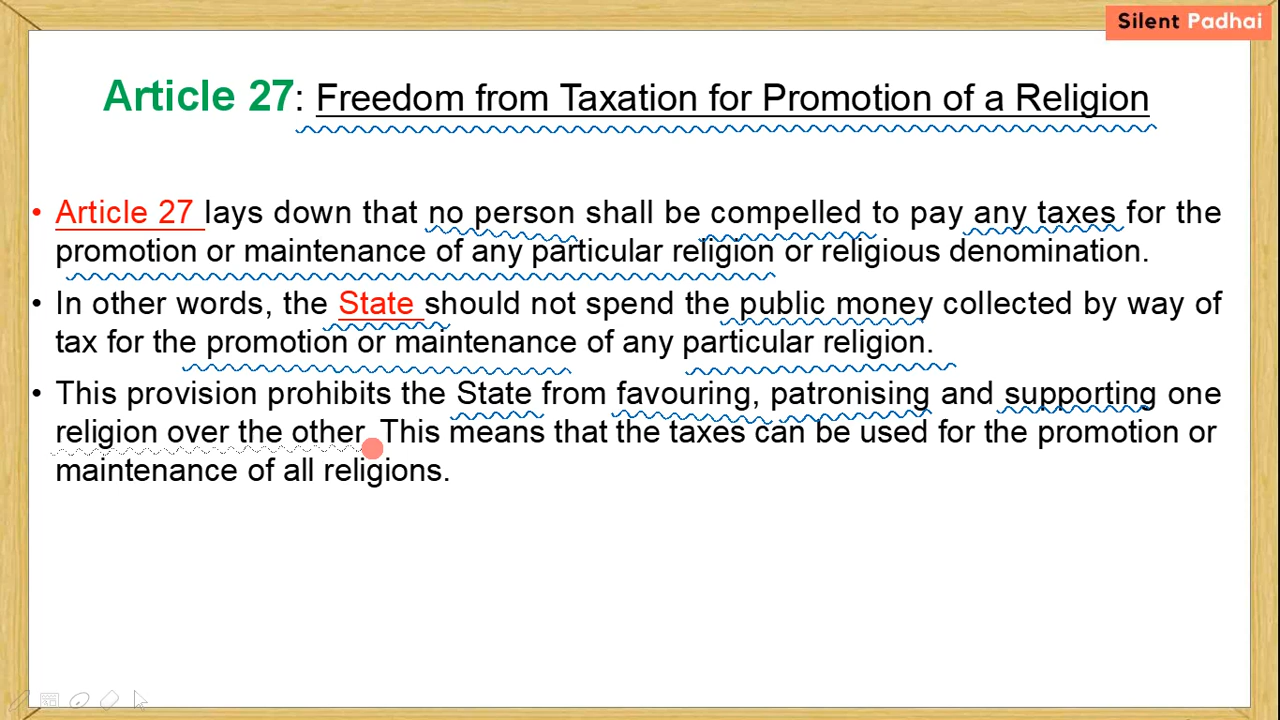 Silent Padhai
Article 27: Freedom from Taxation for Promotion of a Religion
• Article 27 lays down that no person shall be compelled to pay any taxes for the
promotion or maintenance of any particular religion or religious denomination.
• In other words, the State should not spend the public money collected by way of
tax for the promotion or maintenance of any particular religion.
• This provision prohibits the State from favouring, patronising and supporting one
religion over the other. This means that the taxes can be used for the promotion or
maintenance of all religions.